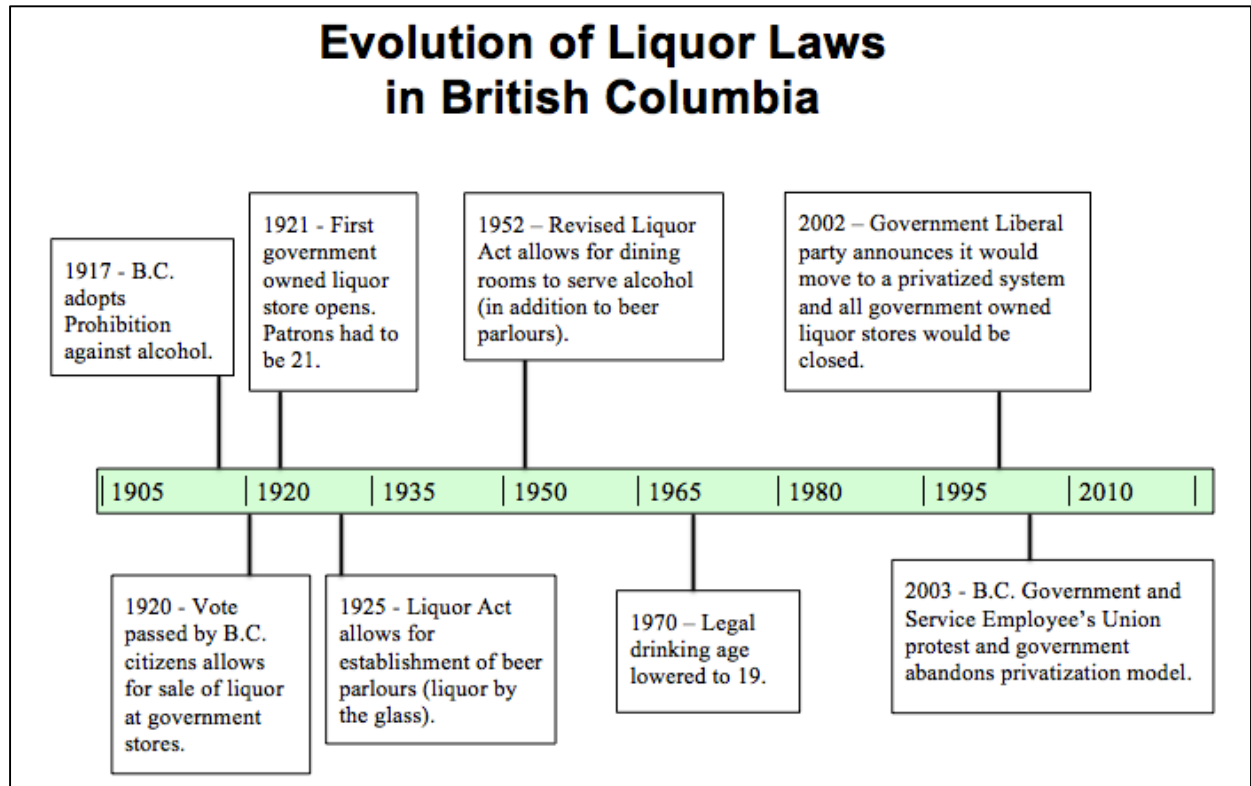 Evolution of Liquor Laws
in British Columbia
1917 - B.C.
adopts
Prohibition
against alcohol.
1921 - First
government
owned liquor
store opens.
Patrons had to
be 21.
1952 – Revised Liquor
Act allows for dining
rooms to serve alcohol
(in addition to beer
parlours).
2002 – Government Liberal
party announces it would
move to a privatized system
and all government owned
liquor stores would be
closed.
1905
1920
1935
1950
1965
1980
1995
2010
1920 - Vote
passed by B.C.
citizens allows
for sale of liquor
at government
stores.
1925 - Liquor Act
allows for
establishment of beer
parlours (liquor by
the glass).
1970 – Legal
drinking age
lowered to 19.
2003 - B.C. Government and
Service Employee’s Union
protest and government
abandons privatization model.